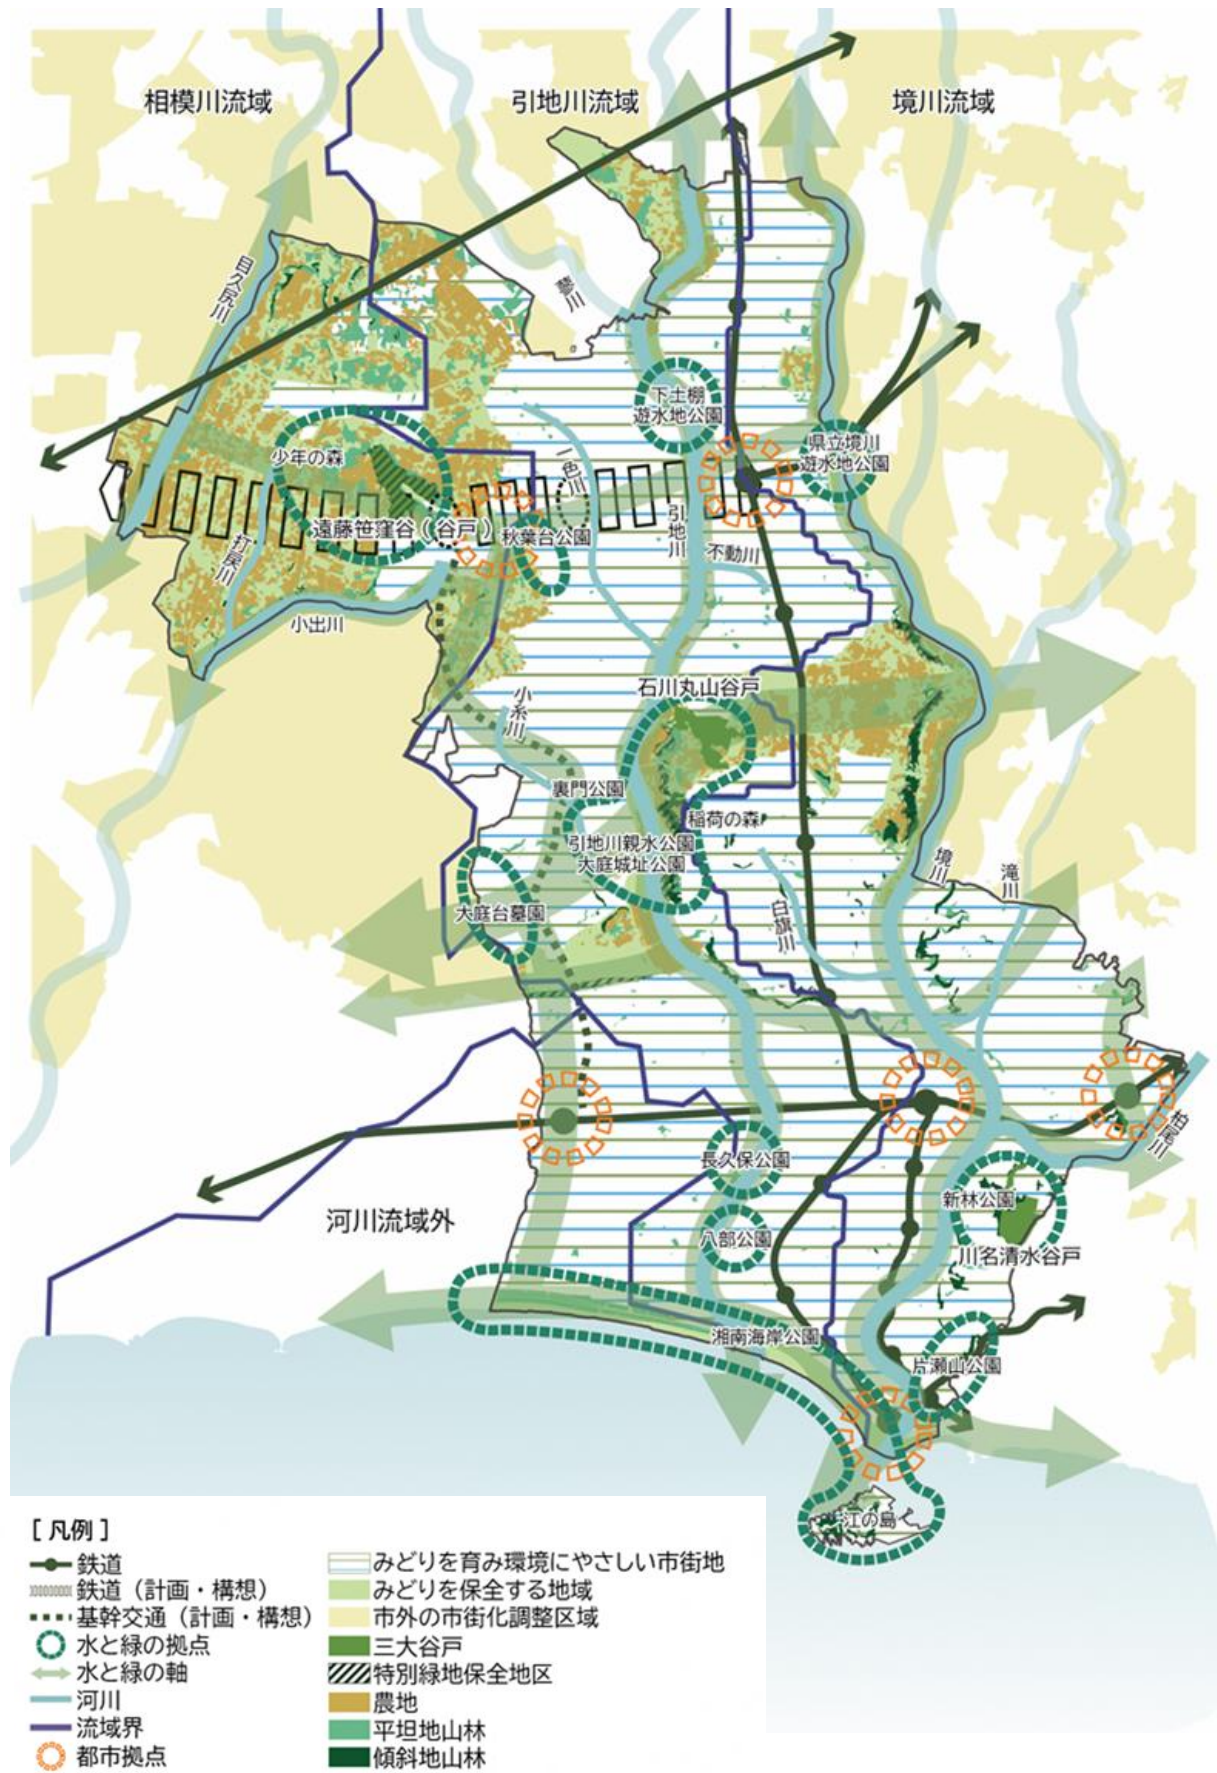 相模川流域
引地川流域
境川流域
目久尻川
蓼川
下土棚
遊水地公園
県立境川
遊水地公園
少年の森
一色川
遠藤笹窪谷（谷戸）
秋葉台公園
引地川
不動川
打戻川
小出川
石川丸山谷戸
小糸川
裏門公園
稲荷の森
引地川親水公園
大庭城址公園
境川
滝川
大庭台墓園
白旗川
柏尾川
長久保公園
新林公園
河川流域外
八部公園
川名清水谷戸
湘南海岸公園
片瀬山公園
江の島
［凡例］
鉄道
鉄道（計画・構想）
基幹交通（計画・構想）
水と緑の拠点
水と緑の軸
河川
流域界
都市拠点
みどりを育み環境にやさしい市街地
みどりを保全する地域
市外の市街化調整区域
三大谷戸
特別緑地保全地区
農地
平坦地山林
傾斜地山林